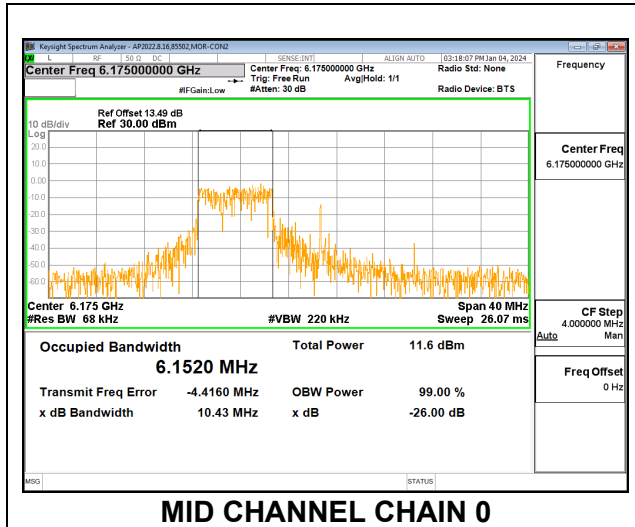 Keysight Spectrum Analyzer - AP2022.8.16,85502,MOR-CON2
L RF 50 Ω DC SENSE:INT ALIGN AUTO 03:18:07 PM Jan 04, 2024
Center Freq 6.175000000 GHz Center Freq: 6.175000000 GHz Radio Std: None Frequency
Trig: Free Run Avg|Hold: 1/1
#IFGain:Low #Atten: 30 dB Radio Device: BTS
Ref Offset 13.49 dB
10 dB/div Ref 30.00 dBm
Log
20.0
10.0
0.00
-10.0
-20.0
-30.0
-40.0
-50.0
-60.0
Center Freq
6.175000000 GHz
Center 6.175 GHz Span 40 MHz
#Res BW 68 kHz #VBW 220 kHz Sweep 26.07 ms
CF Step
4.000000 MHz
Auto Man
Occupied Bandwidth Total Power 11.6 dBm
6.1520 MHz
Freq Offset
0 Hz
Transmit Freq Error -4.4160 MHz OBW Power 99.00 %
x dB Bandwidth 10.43 MHz x dB -26.00 dB
MSG STATUS
MID CHANNEL CHAIN 0